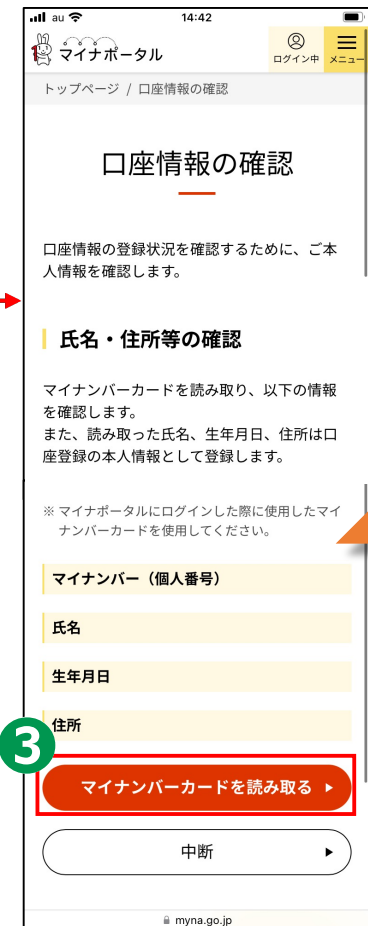 au 14:42
マイナポータル
ログイン中 メニュー
トップページ / 口座情報の確認
口座情報の確認
口座情報の登録状況を確認するために、ご本
人情報を確認します。
氏名・住所等の確認
マイナンバーカードを読み取り、以下の情報
を確認します。
また、読み取った氏名、生年月日、住所は口
座登録の本人情報として登録します。
※ マイナポータルにログインした際に使用したマイ
ナンバーカードを使用してください。
マイナンバー（個人番号）
氏名
生年月日
住所
3
マイナンバーカードを読み取る
中断
myna.go.jp